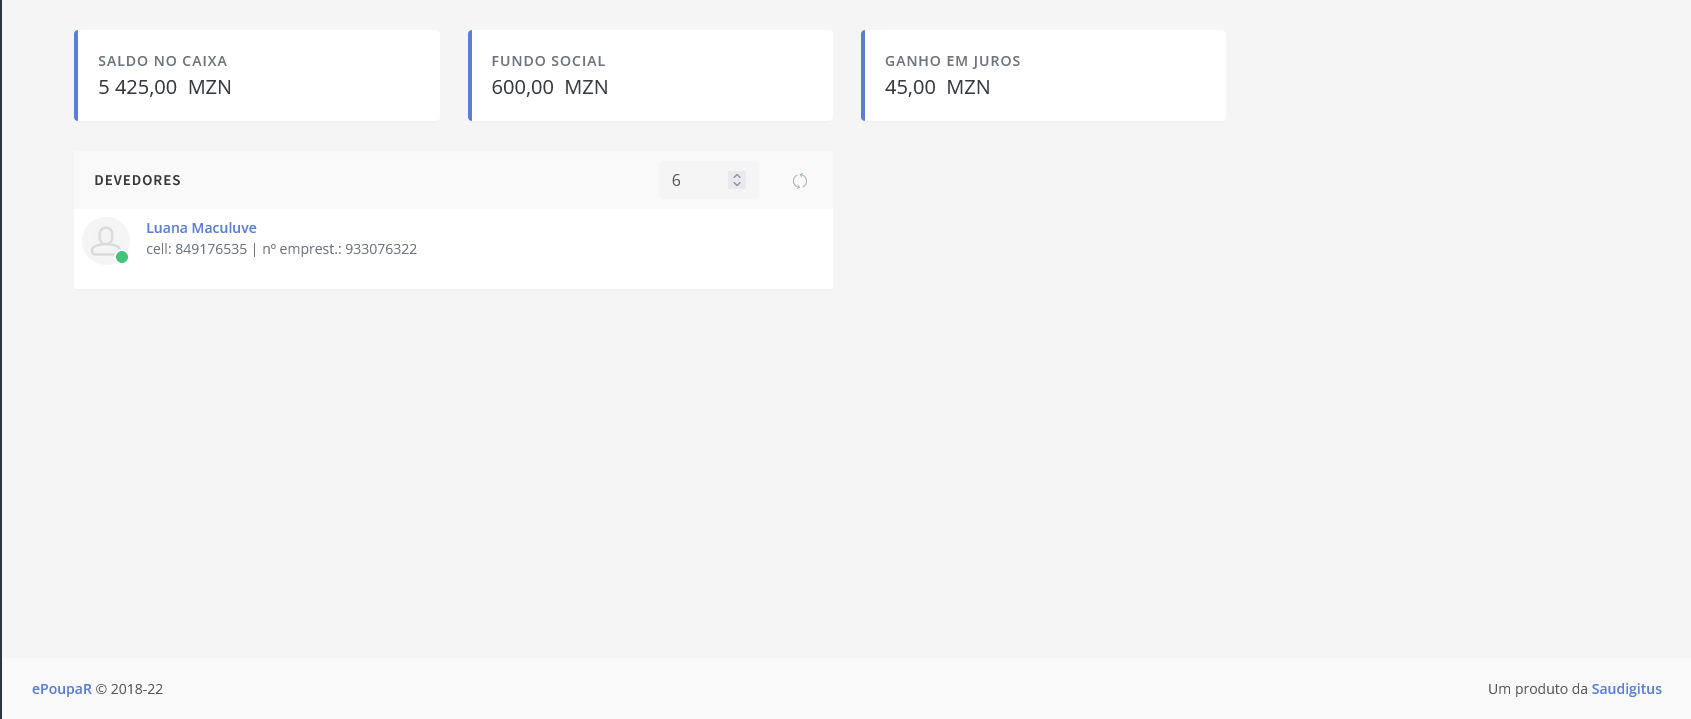 SALDO NO CAIXA
5 425,00 MZN
FUNDO SOCIAL
600,00 MZN
GANHO EM JUROS
45,00 MZN
DEVEDORES
6
Luana Maculuve
cell: 849176535 | nº emprest.: 933076322
ePoupaR © 2018-22
Um produto da Saudigitus